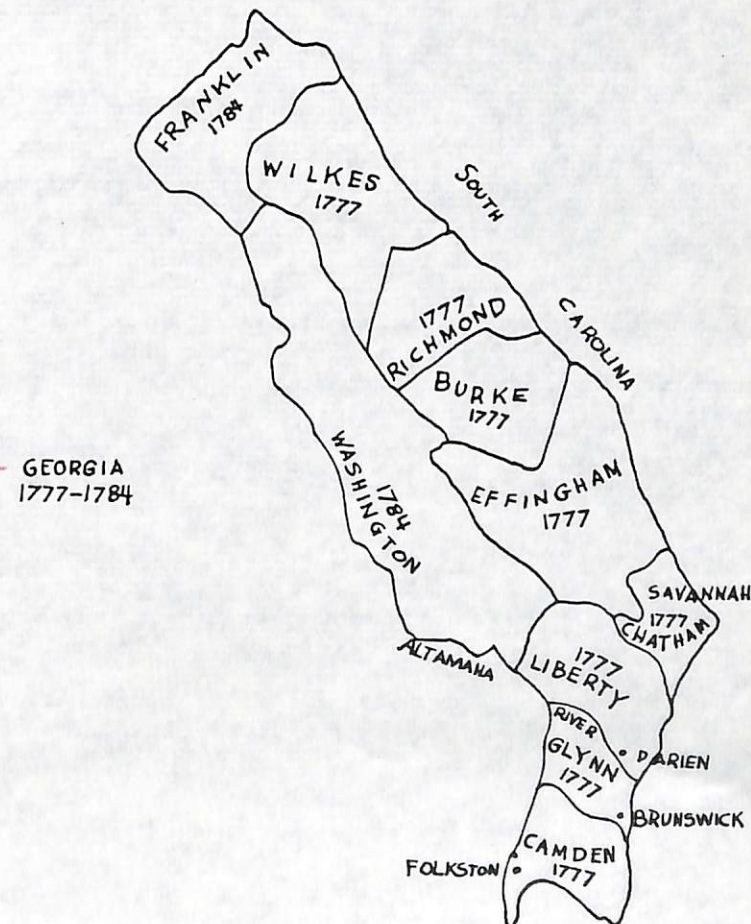 FRANKLIN
1784
WILKES
1777
SOUTH
CAROLINA
1777
RICHMOND
BURKE
1777
GEORGIA
1777-1784
WASHINGTON
1784
EFFINGHAM
1777
SAVANNAH
1777
CHATHAM
ALTAMAHA
1777
LIBERTY
RIVER
DARIEN
GLYNN
1777
BRUNSWICK
CAMDEN
1777
FOLKSTON